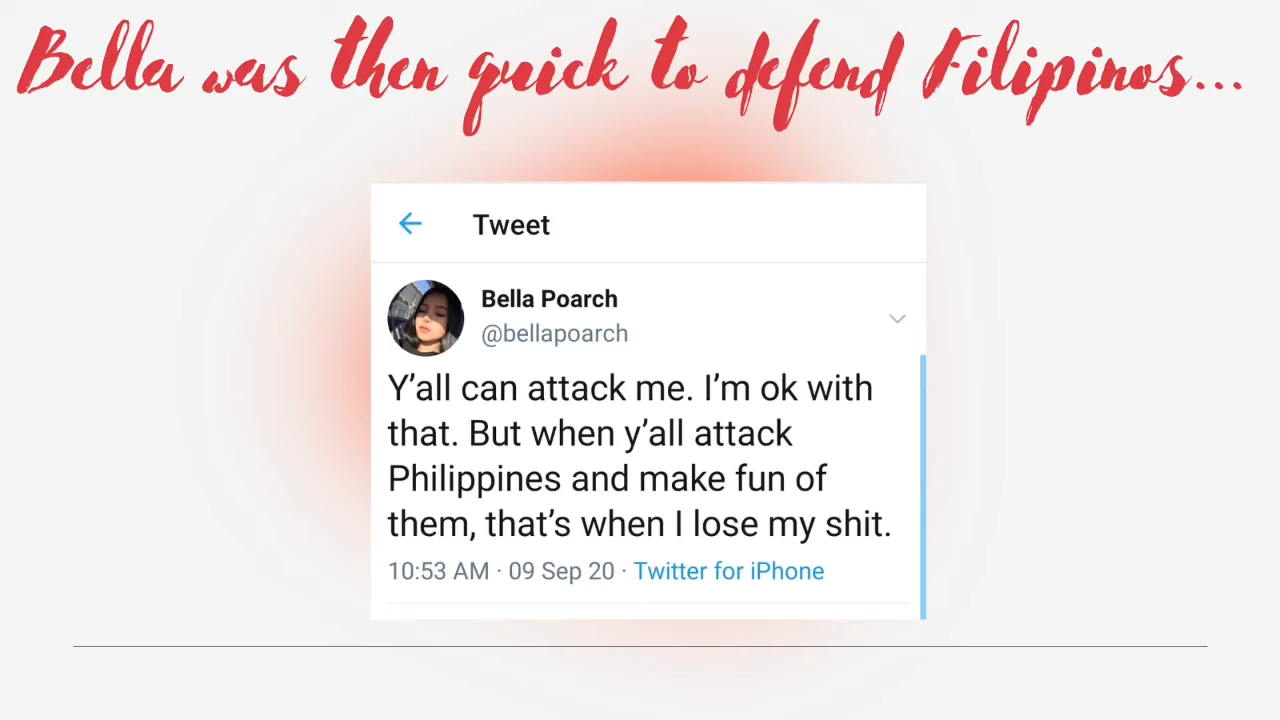 Bella was then quick to defend Filipinos...
Tweet
Bella Poarch
@bellapoarch
Y’all can attack me. I’m ok with
that. But when y’all attack
Philippines and make fun of
them, that’s when I lose my shit.
10:53 AM · 09 Sep 20 · Twitter for iPhone